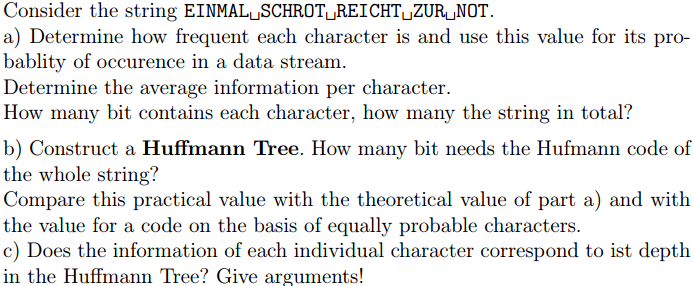 Consider the string EINMAL␣SCHROT␣REICHT␣ZUR␣NOT.
a) Determine how frequent each character is and use this value for its pro-
bablity of occurence in a data stream.
Determine the average information per character.
How many bit contains each character, how many the string in total?
b) Construct a Huffmann Tree. How many bit needs the Hufmann code of
the whole string?
Compare this practical value with the theoretical value of part a) and with
the value for a code on the basis of equally probable characters.
c) Does the information of each individual character correspond to ist depth
in the Huffmann Tree? Give arguments!